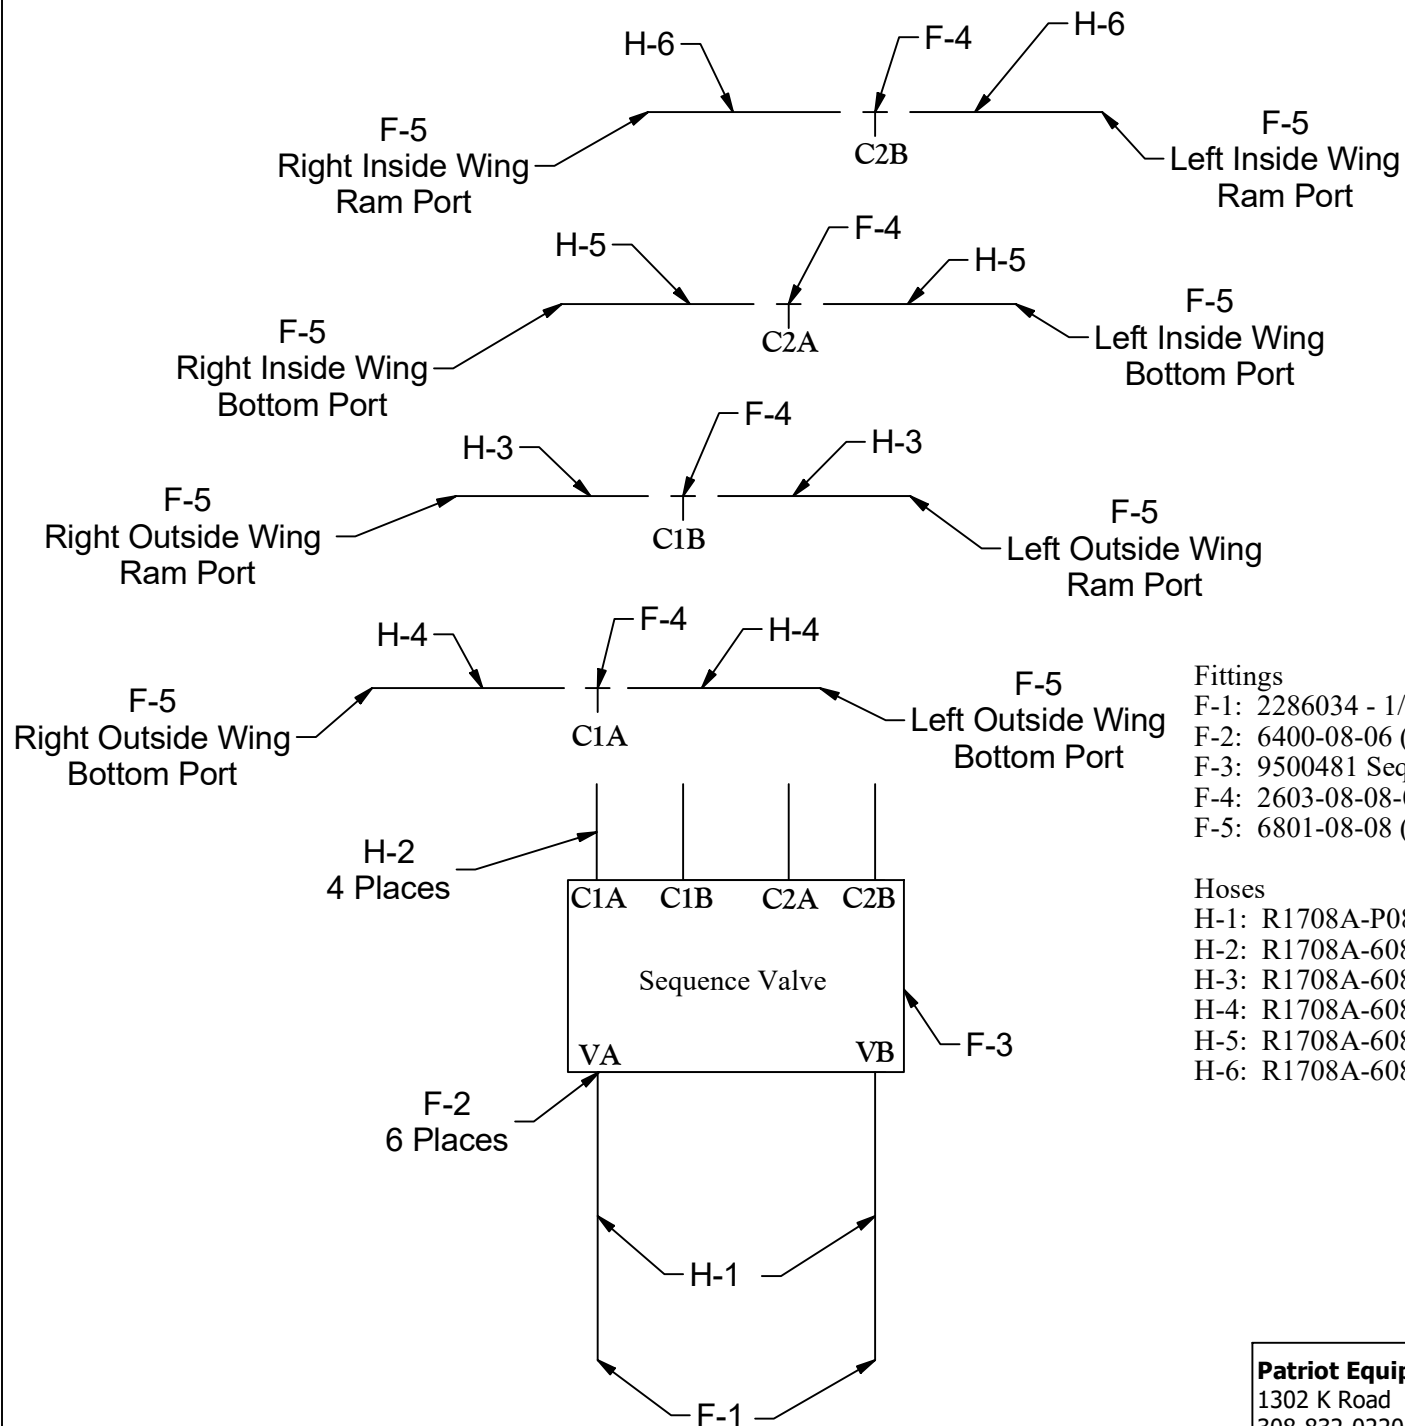 H-6
F-4
H-6
F-5
Right Inside Wing
Ram Port
C2B
F-5
Left Inside Wing
Ram Port
H-5
F-4
H-5
F-5
Right Inside Wing
Bottom Port
C2A
F-5
Left Inside Wing
Bottom Port
H-3
F-4
H-3
F-5
Right Outside Wing
Ram Port
C1B
F-5
Left Outside Wing
Ram Port
H-4
F-4
H-4
F-5
Right Outside Wing
Bottom Port
C1A
F-5
Left Outside Wing
Bottom Port
H-2
4 Places
C1A C1B C2A C2B
Sequence Valve
VA VB
F-3
F-2
6 Places
H-1
F-1
Fittings
F-1: 2286034 - 1/
F-2: 6400-08-06 (
F-3: 9500481 Seq
F-4: 2603-08-08-
F-5: 6801-08-08 (
Hoses
H-1: R1708A-P08
H-2: R1708A-608
H-3: R1708A-608
H-4: R1708A-608
H-5: R1708A-608
H-6: R1708A-608
Patriot Equip
1302 K Road
308-832-0220